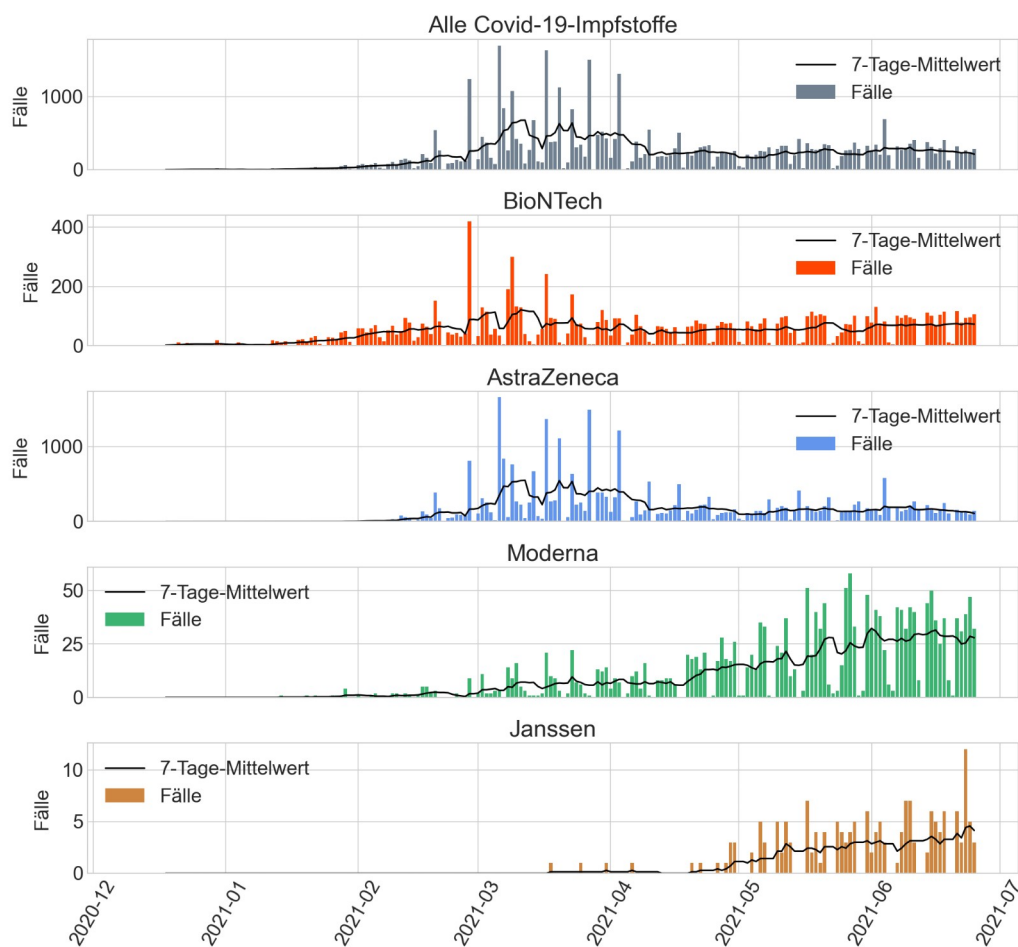 Alle Covid-19-Impfstoffe
Fälle
1000
0
7-Tage-Mittelwert
Fälle
BioNTech
Fälle
400
200
0
7-Tage-Mittelwert
Fälle
AstraZeneca
Fälle
1000
0
7-Tage-Mittelwert
Fälle
Moderna
Fälle
50
25
0
7-Tage-Mittelwert
Fälle
Janssen
Fälle
10
5
0
7-Tage-Mittelwert
Fälle
2020-12
2021-01
2021-02
2021-03
2021-04
2021-05
2021-06
2021-07